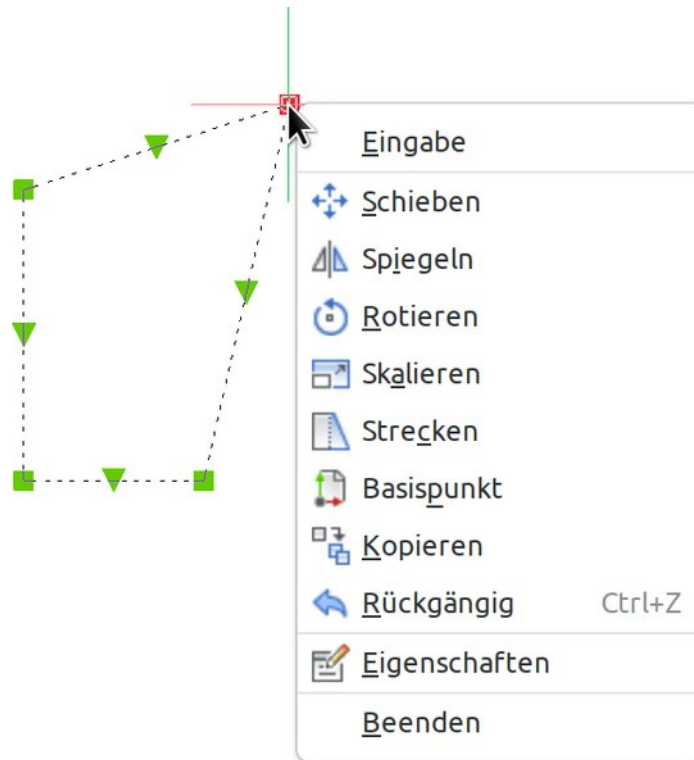 Eingabe
Schieben
Spiegeln
Rotieren
Skalieren
Strecken
Basispunkt
Kopieren
Rückgängig Ctrl+Z
Eigenschaften
Beenden